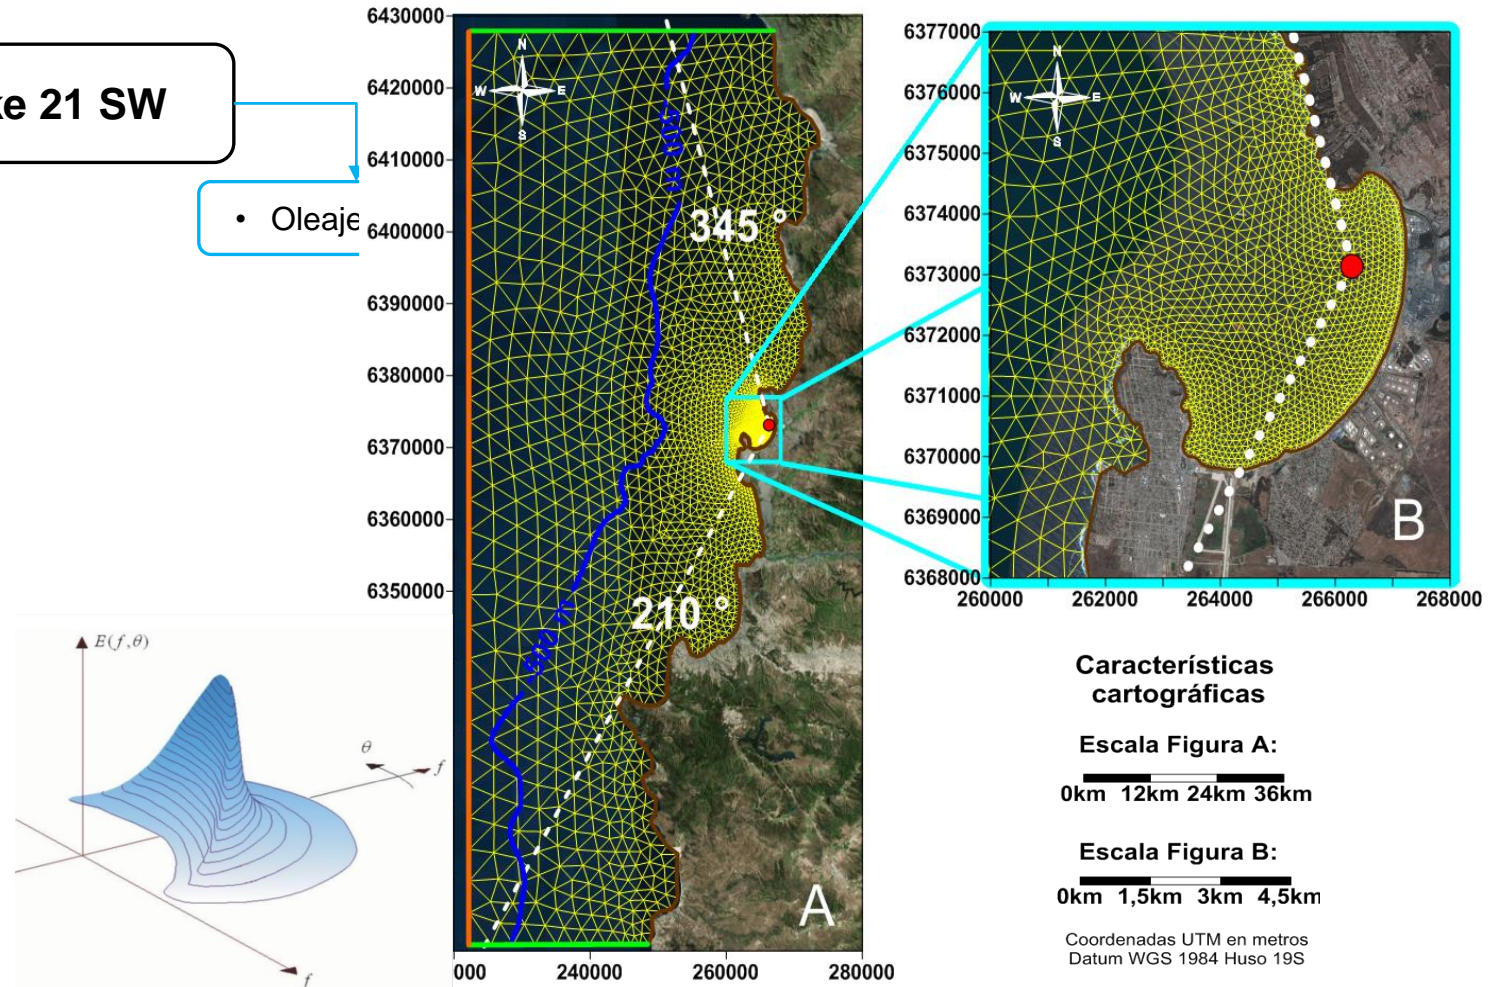 ke 21 SW
• Oleaje
6430000
6420000
6410000
6400000
6390000
6380000
6370000
6360000
6350000
N
W E
S
345 °
210 °
A
000 240000 260000 280000
6377000
6376000
6375000
6374000
6373000
6372000
6371000
6370000
6369000
6368000
N
W E
S
B
260000 262000 264000 266000 268000
E(f,θ)
θ
f
f
Características
cartográficas
Escala Figura A:
0km 12km 24km 36km
Escala Figura B:
0km 1,5km 3km 4,5km
Coordenadas UTM en metros
Datum WGS 1984 Huso 19S